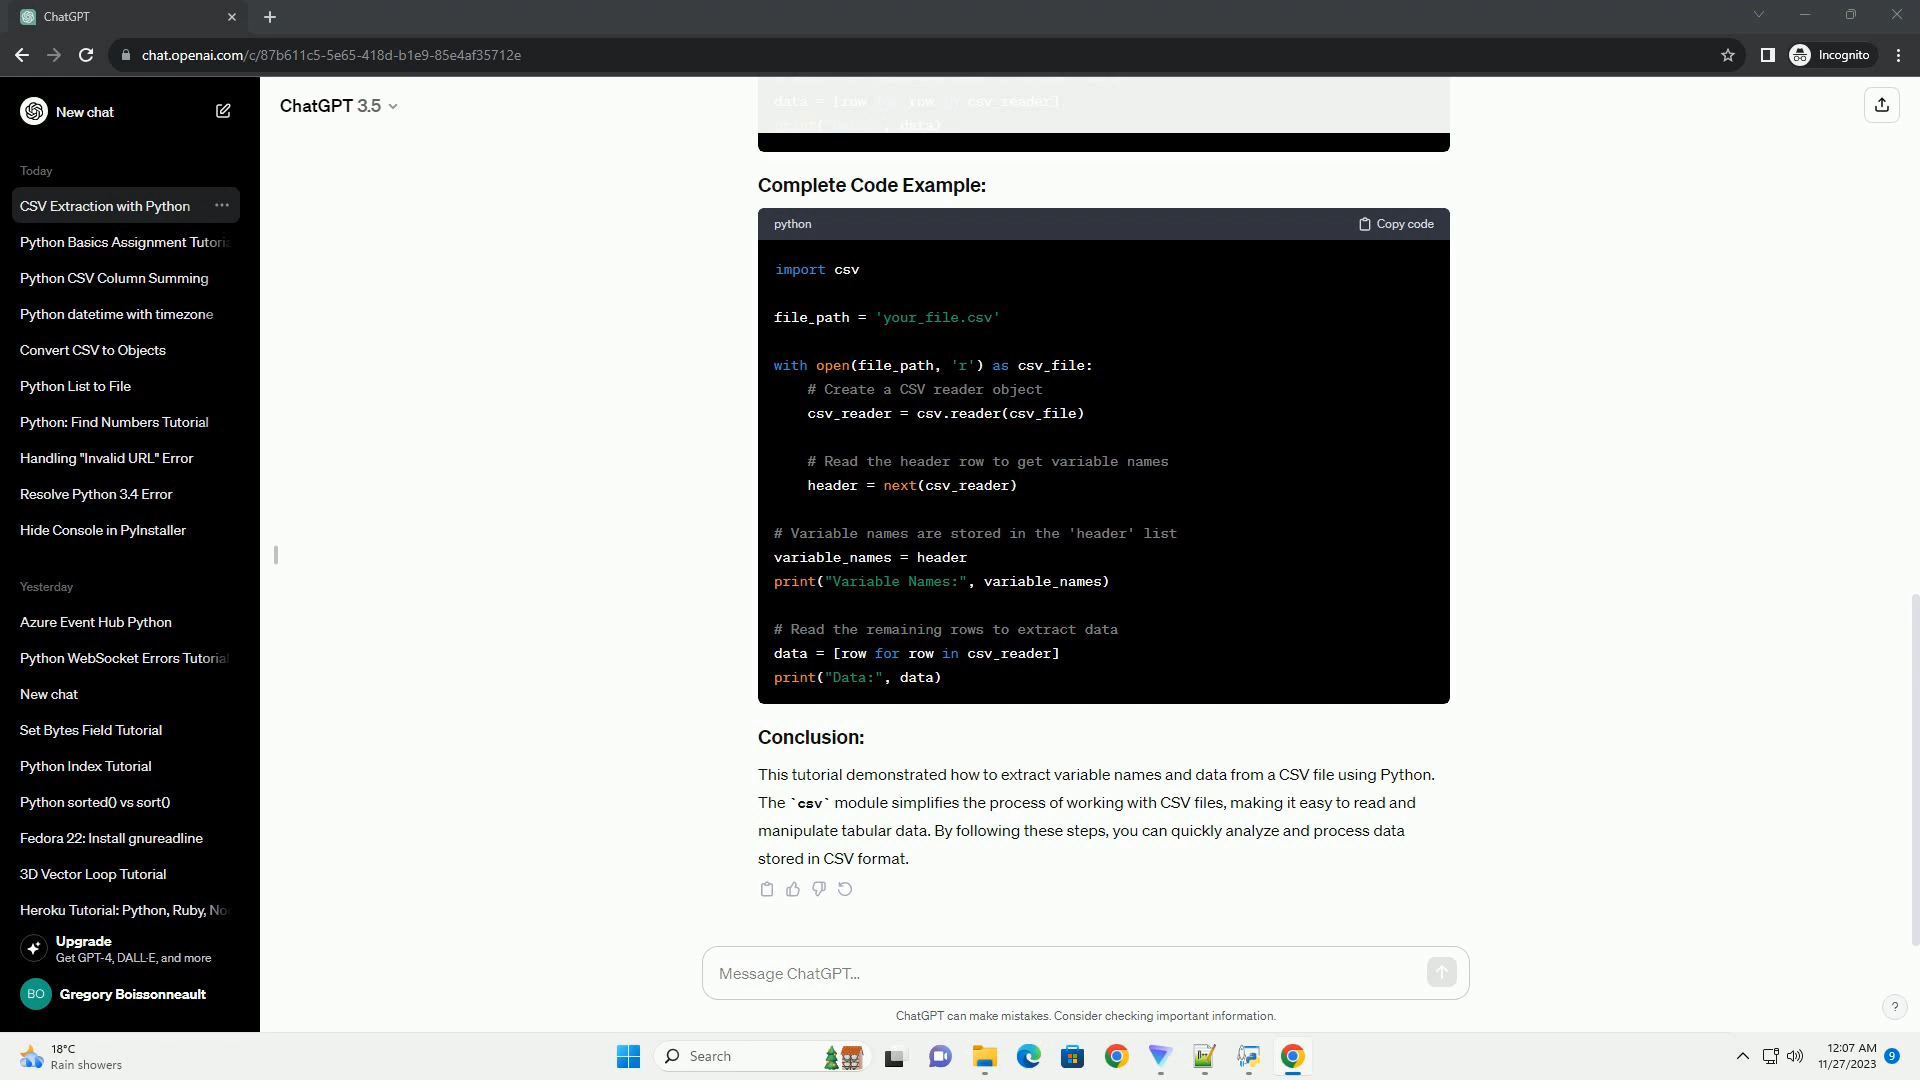 ChatGPT
chat.openai.com/c/87b611c5-5e65-418d-b1e9-85e4af35712e
Incognito
New chat
Today
CSV Extraction with Python
Python Basics Assignment Tutoria
Python CSV Column Summing
Python datetime with timezone
Convert CSV to Objects
Python List to File
Python: Find Numbers Tutorial
Handling "Invalid URL" Error
Resolve Python 3.4 Error
Hide Console in PyInstaller
Yesterday
Azure Event Hub Python
Python WebSocket Errors Tutorial
New chat
Set Bytes Field Tutorial
Python Index Tutorial
Python sorted() vs sort()
Fedora 22: Install gnureadline
3D Vector Loop Tutorial
Heroku Tutorial: Python, Ruby, No
Upgrade
Get GPT-4, DALL·E, and more
BO
Gregory Boissonneault
ChatGPT 3.5
data = [row for row in csv_reader]
Complete Code Example:
python
Copy code
import csv
file_path = 'your_file.csv'
with open(file_path, 'r') as csv_file:
# Create a CSV reader object
csv_reader = csv.reader(csv_file)
# Read the header row to get variable names
header = next(csv_reader)
# Variable names are stored in the 'header' list
variable_names = header
print("Variable Names:", variable_names)
# Read the remaining rows to extract data
data = [row for row in csv_reader]
print("Data:", data)
Conclusion:
This tutorial demonstrated how to extract variable names and data from a CSV file using Python.
The `csv` module simplifies the process of working with CSV files, making it easy to read and
manipulate tabular data. By following these steps, you can quickly analyze and process data
stored in CSV format.
Message ChatGPT...
ChatGPT can make mistakes. Consider checking important information.
?
18°C
Rain showers
Search
12:07 AM
11/27/2023
9